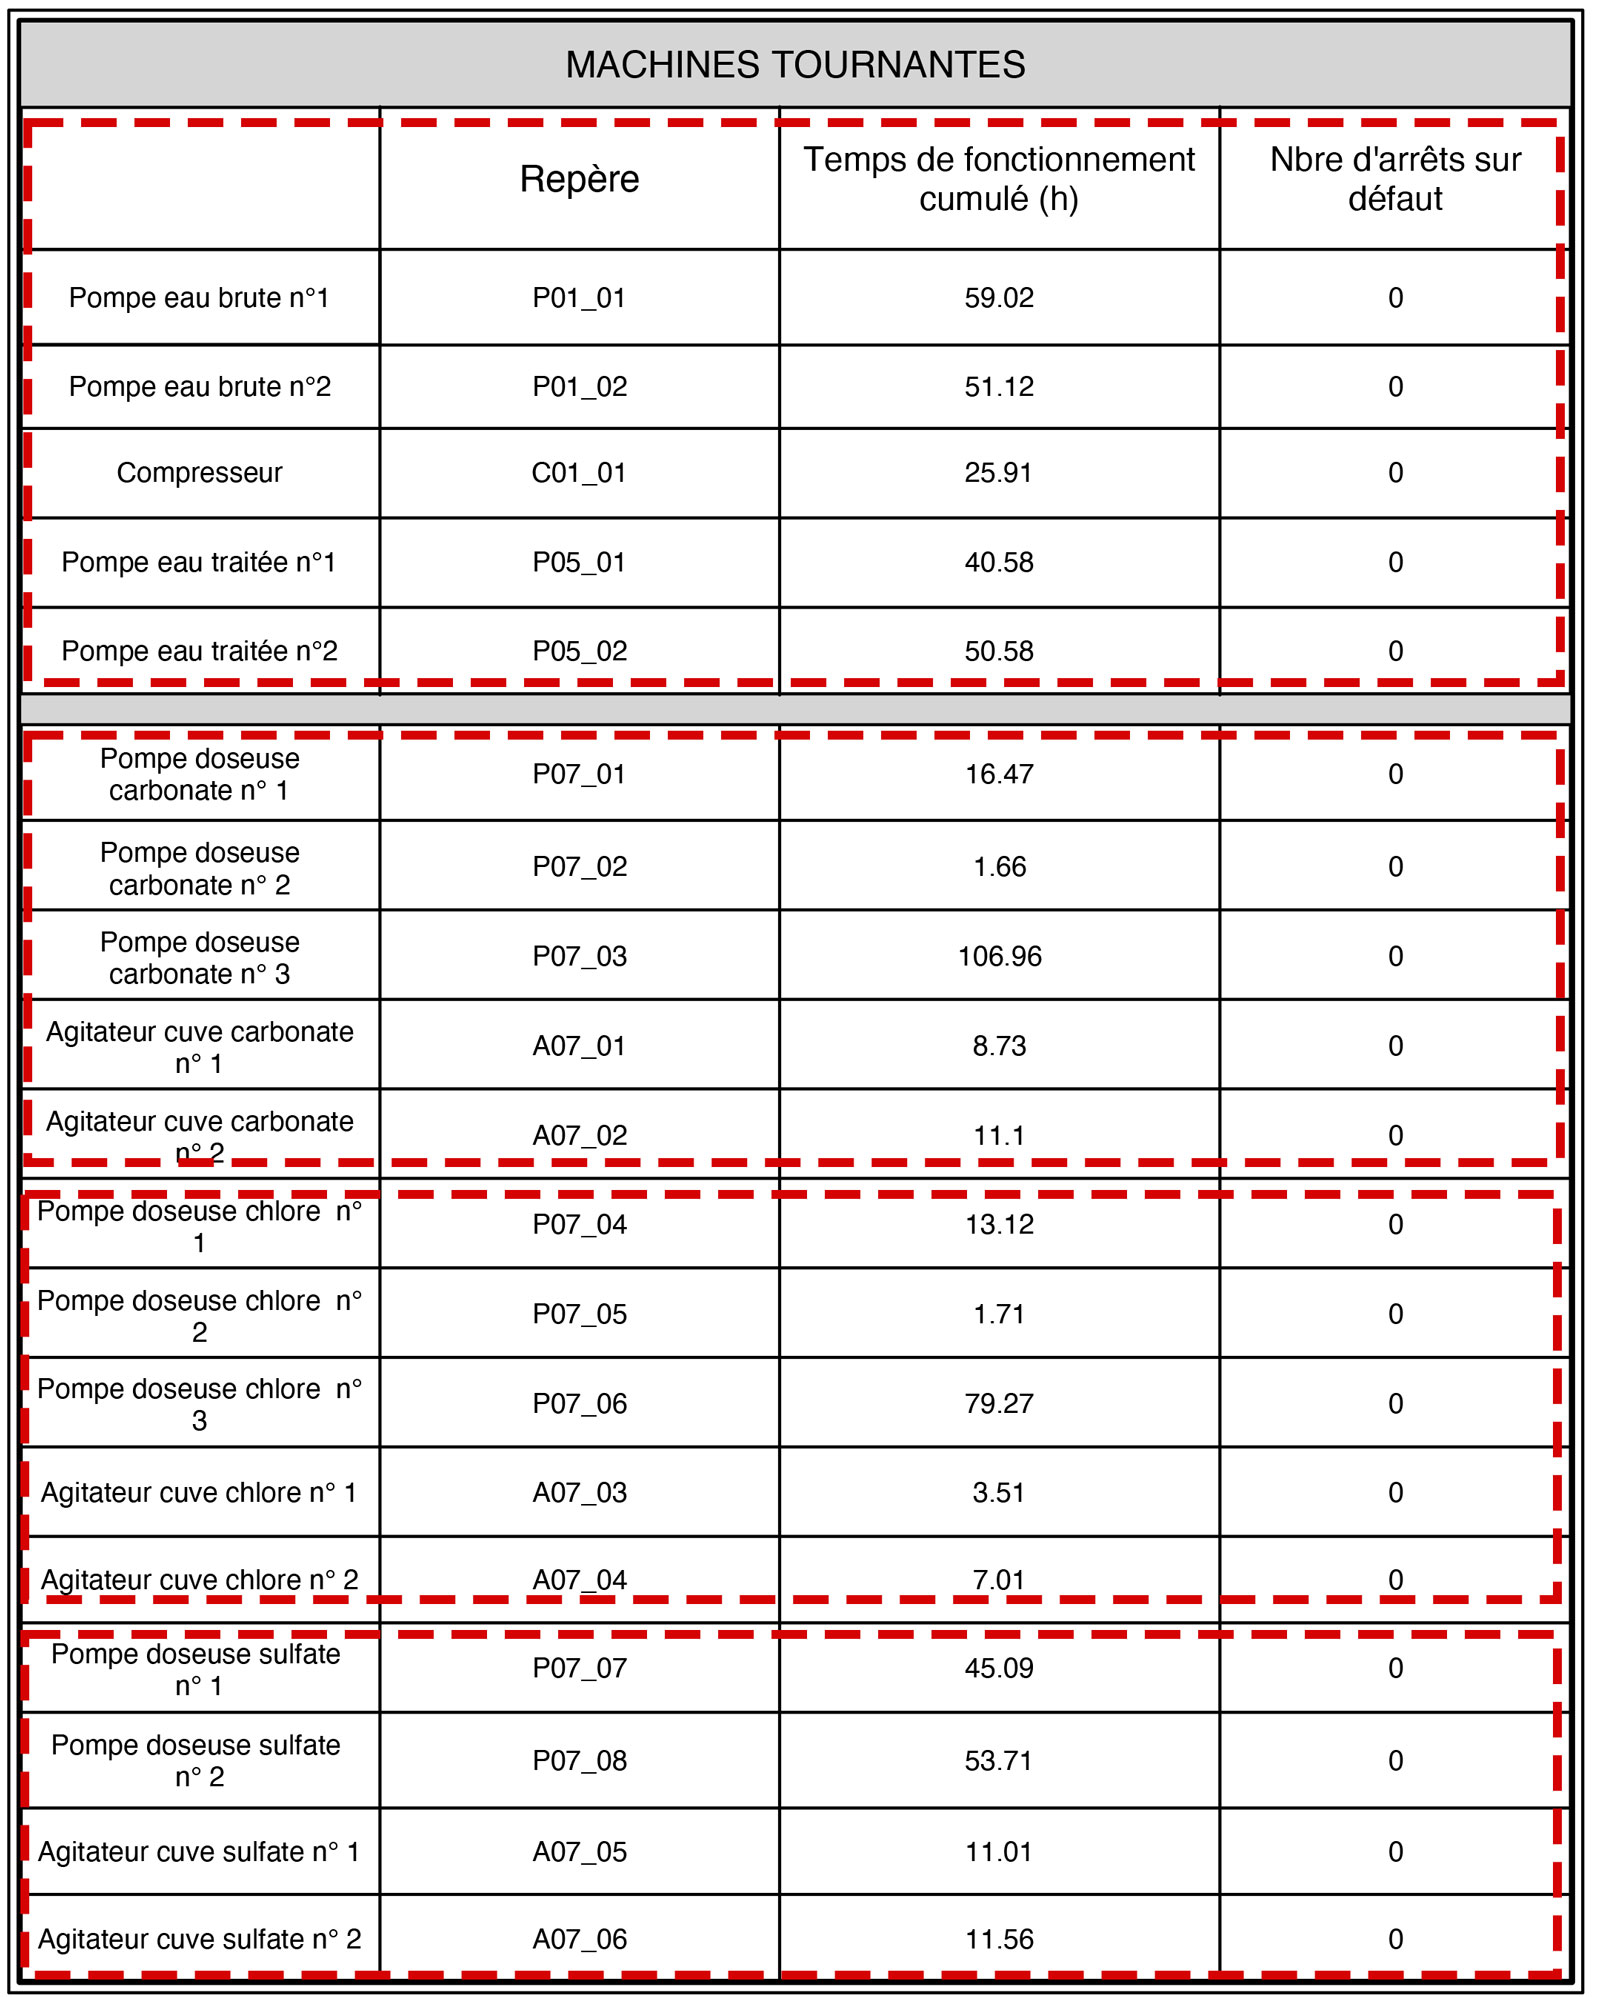 MACHINES TOURNANTES
Repère
Temps de fonctionnement
cumulé (h)
Nbre d'arrêts sur
défaut
Pompe eau brute n°1 P01_01 59.02 0
Pompe eau brute n°2 P01_02 51.12 0
Compresseur C01_01 25.91 0
Pompe eau traitée n°1 P05_01 40.58 0
Pompe eau traitée n°2 P05_02 50.58 0
Pompe doseuse
carbonate n° 1
P07_01 16.47 0
Pompe doseuse
carbonate n° 2
P07_02 1.66 0
Pompe doseuse
carbonate n° 3
P07_03 106.96 0
Agitateur cuve carbonate
n° 1
A07_01 8.73 0
Agitateur cuve carbonate
n° 2
A07_02 11.1 0
Pompe doseuse chlore n°
1
P07_04 13.12 0
Pompe doseuse chlore n°
2
P07_05 1.71 0
Pompe doseuse chlore n°
3
P07_06 79.27 0
Agitateur cuve chlore n° 1 A07_03 3.51 0
Agitateur cuve chlore n° 2 A07_04 7.01 0
Pompe doseuse sulfate
n° 1
P07_07 45.09 0
Pompe doseuse sulfate
n° 2
P07_08 53.71 0
Agitateur cuve sulfate n° 1 A07_05 11.01 0
Agitateur cuve sulfate n° 2 A07_06 11.56 0